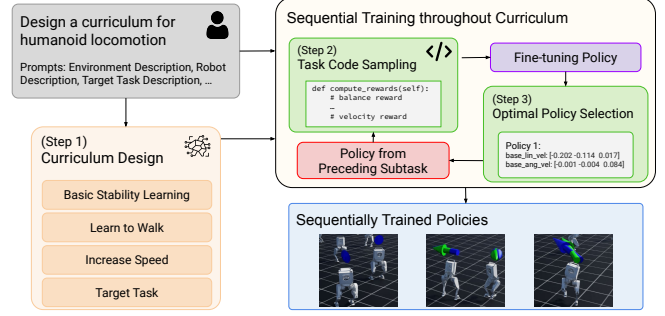 Design a curriculum for
humanoid locomotion
Prompts: Environment Description, Robot
Description, Target Task Description, ...
(Step 1)
Curriculum Design
Basic Stability Learning
Learn to Walk
Increase Speed
Target Task
Sequential Training throughout Curriculum
(Step 2)
Task Code Sampling
</>
def compute_rewards(self):
# balance reward
…
# velocity reward
Fine-tuning Policy
(Step 3)
Optimal Policy Selection
Policy 1:
base_lin_vel: [-0.202 -0.114 0.017]
base_ang_vel: [-0.001 -0.004 0.084]
Policy from
Preceding Subtask
Sequentially Trained Policies